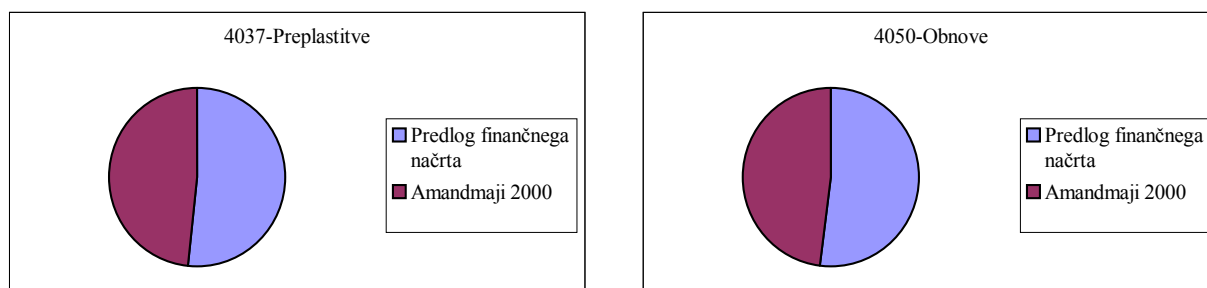 4037-Preplastitve
Predlog finančnega
načrta
Amandmaji 2000
4050-Obnove
Predlog finančnega
načrta
Amandmaji 2000